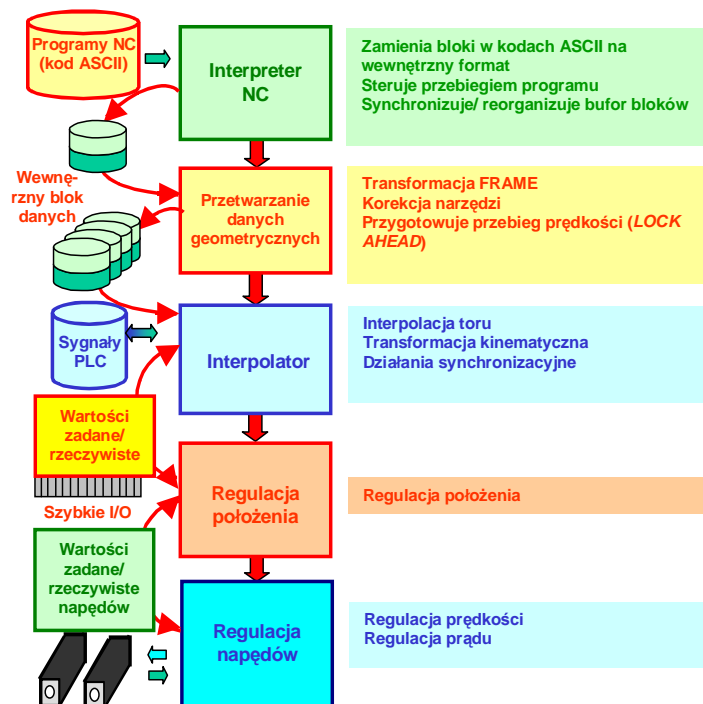 Programy NC
(kod ASCII)
Interpreter
NC
Zamienia bloki w kodach ASCII na
wewnętrzny format
Steruje przebiegiem programu
Synchronizuje/ reorganizuje bufor bloków
Wewnę-
rzny blok
danych
Przetwarzanie
danych
geometrycznych
Transformacja FRAME
Korekcja narzędzi
Przygotowuje przebieg prędkości (LOCK
AHEAD)
Sygnały
PLC
Interpolator
Interpolacja toru
Transformacja kinematyczna
Działania synchronizacyjne
Wartości
zadane/
rzeczywiste
Szybkie I/O
Regulacja
położenia
Regulacja położenia
Wartości
zadane/
rzeczywiste
napędów
Regulacja
napędów
Regulacja prędkości
Regulacja prądu